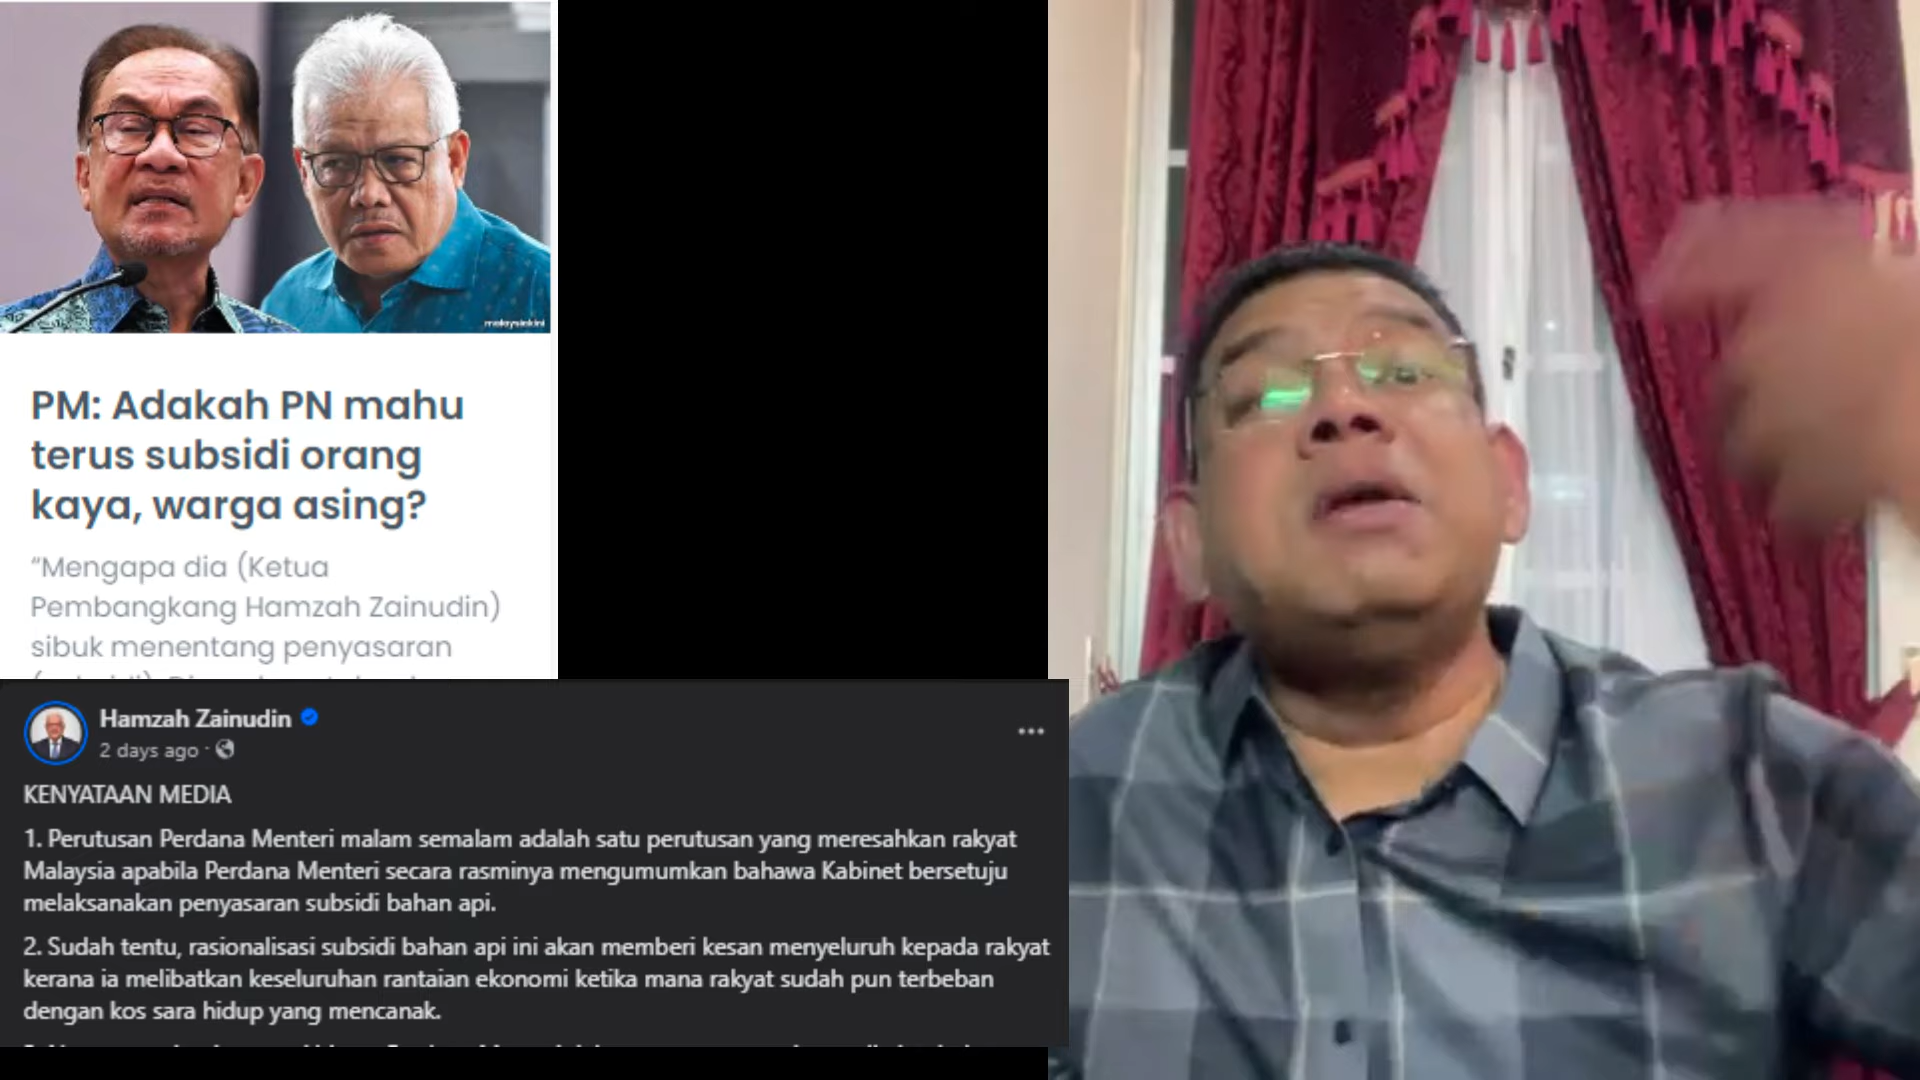 malaysiakini
PM: Adakah PN mahu
terus subsidi orang
kaya, warga asing?
“Mengapa dia (Ketua
Pembangkang Hamzah Zainudin)
sibuk menentang penyasaran
Hamzah Zainudin
2 days ago ·
KENYATAAN MEDIA
1. Perutusan Perdana Menteri malam semalam adalah satu perutusan yang meresahkan rakyat
Malaysia apabila Perdana Menteri secara rasminya mengumumkan bahawa Kabinet bersetuju
melaksanakan penyasaran subsidi bahan api.
2. Sudah tentu, rasionalisasi subsidi bahan api ini akan memberi kesan menyeluruh kepada rakyat
kerana ia melibatkan keseluruhan rantaian ekonomi ketika mana rakyat sudah pun terbeban
dengan kos sara hidup yang mencanak.